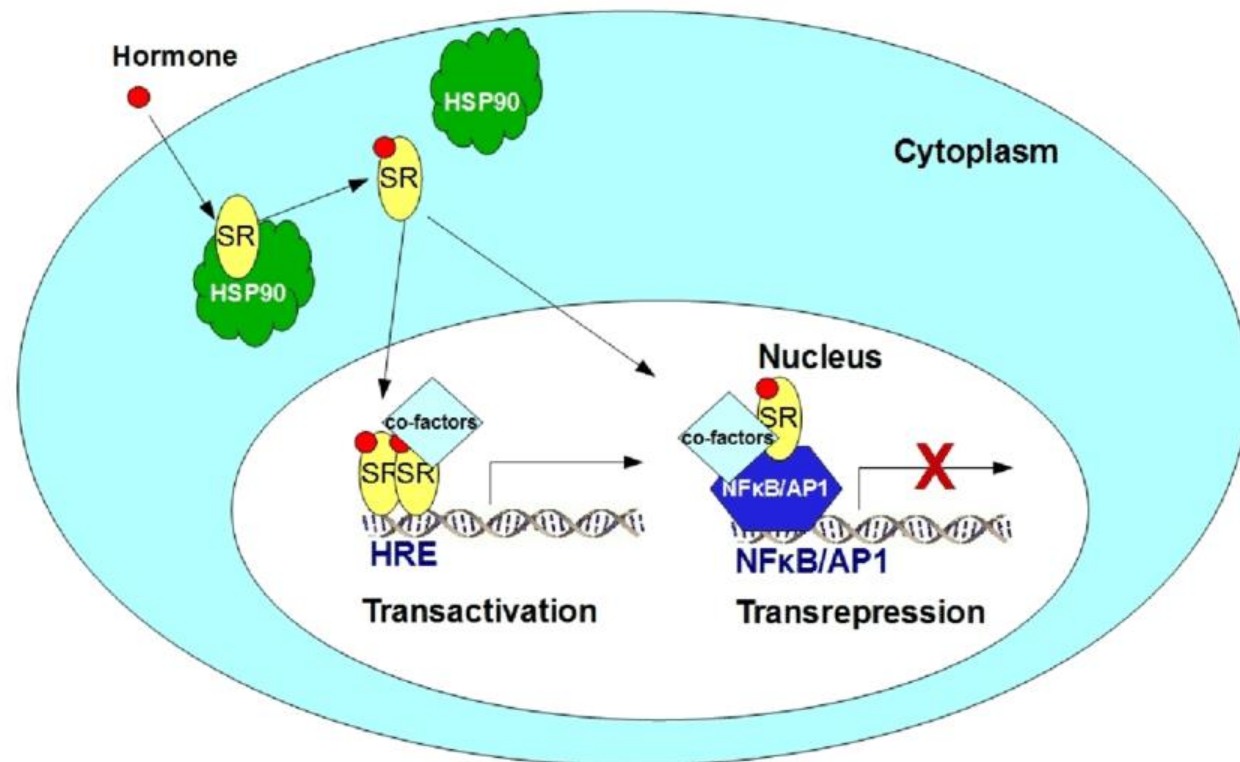 Hormone
HSP90
Cytoplasm
SR
SR
HSP90
Nucleus
co-factors
SR
SR
SR
co-factors
NFκB/AP1
X
HRE
NFκB/AP1
Transactivation
Transrepression